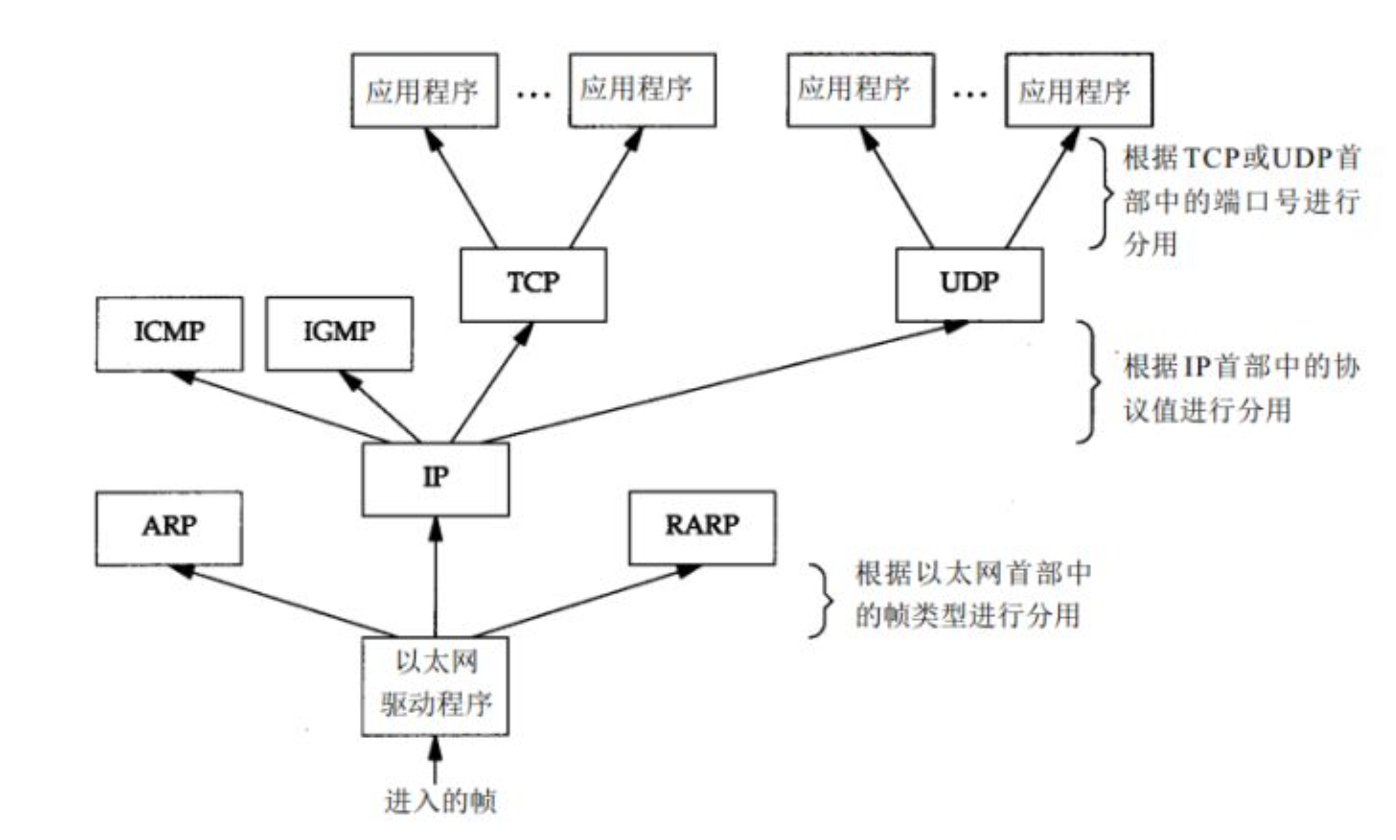 应用程序 … 应用程序 应用程序 … 应用程序
根据TCP或UDP首
部中的端口号进行
分用
TCP UDP
ICMP IGMP
根据IP首部中的协
议值进行分用
IP
ARP RARP
根据以太网首部中
的帧类型进行分用
以太网
驱动程序
进入的帧